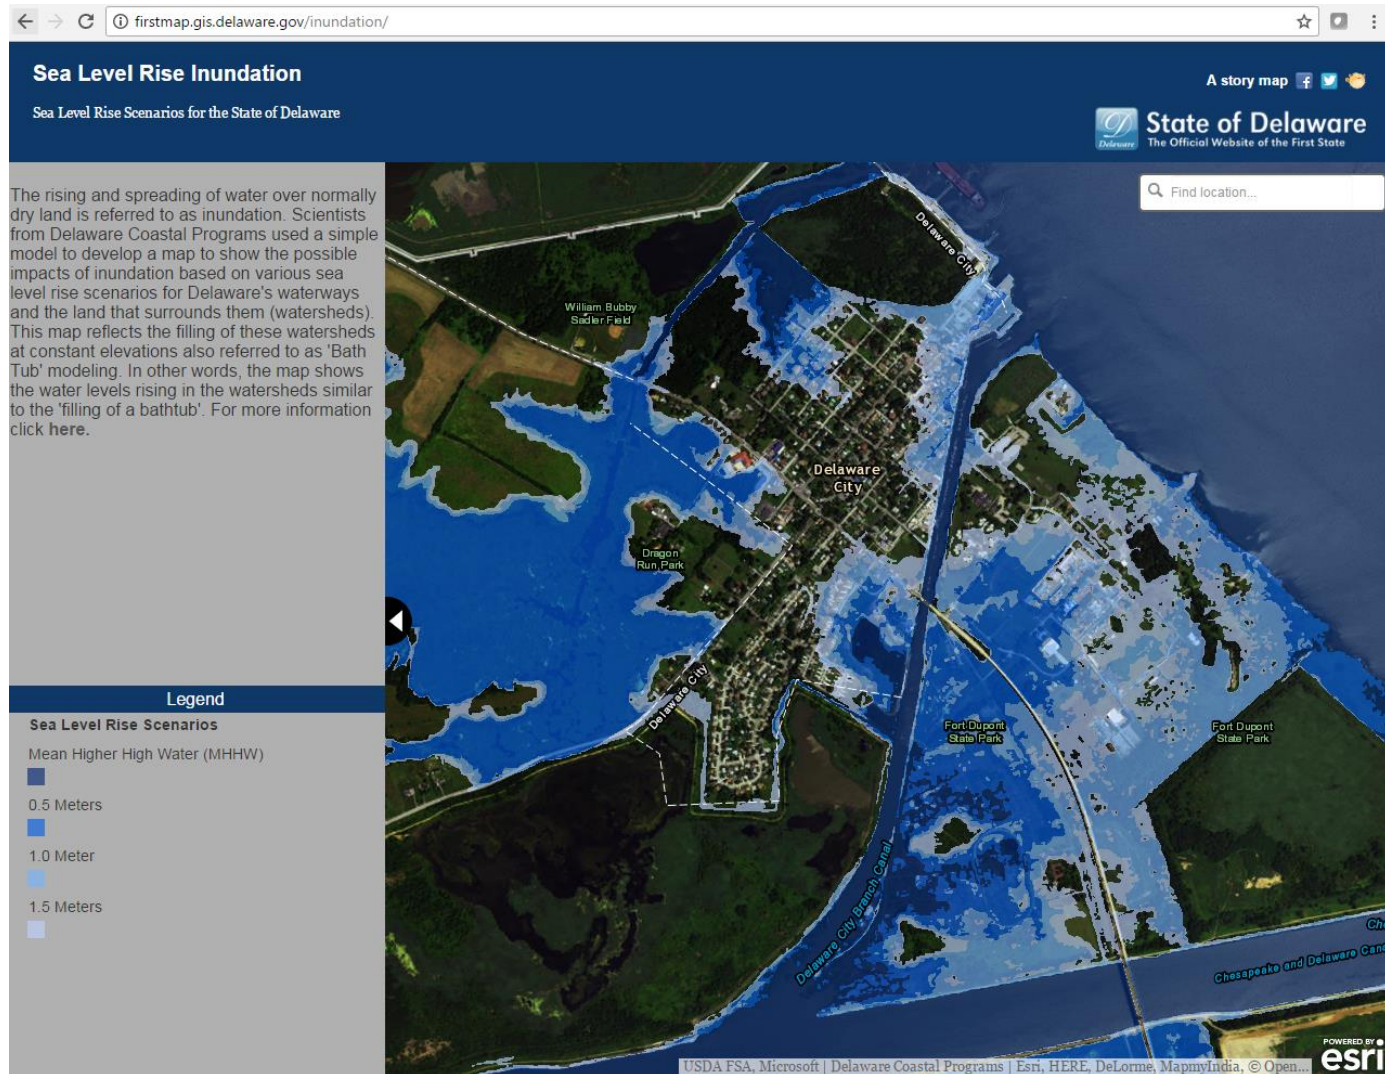 firstmap.gis.delaware.gov/inundation/
Sea Level Rise Inundation
Sea Level Rise Scenarios for the State of Delaware
A story map
State of Delaware
The Official Website of the First State
Delaware
The rising and spreading of water over normally
dry land is referred to as inundation. Scientists
from Delaware Coastal Programs used a simple
model to develop a map to show the possible
impacts of inundation based on various sea
level rise scenarios for Delaware's waterways
and the land that surrounds them (watersheds).
This map reflects the filling of these watersheds
at constant elevations also referred to as 'Bath
Tub' modeling. In other words, the map shows
the water levels rising in the watersheds similar
to the 'filling of a bathtub'. For more information
click here.
Legend
Sea Level Rise Scenarios
Mean Higher High Water (MHHW)
0.5 Meters
1.0 Meter
1.5 Meters
Find location...
Delaware City
William Bubby
Sadler Field
Delaware
City
Dragon
Run Park
Delaware City
Fort Dupont
State Park
Fort Dupont
State Park
Delaware City Branch Canal
Che
Chesapeake and Delaware Cana
USDA FSA, Microsoft | Delaware Coastal Programs | Esri, HERE, DeLorme, MapmyIndia, © Open...
POWERED BY
esri